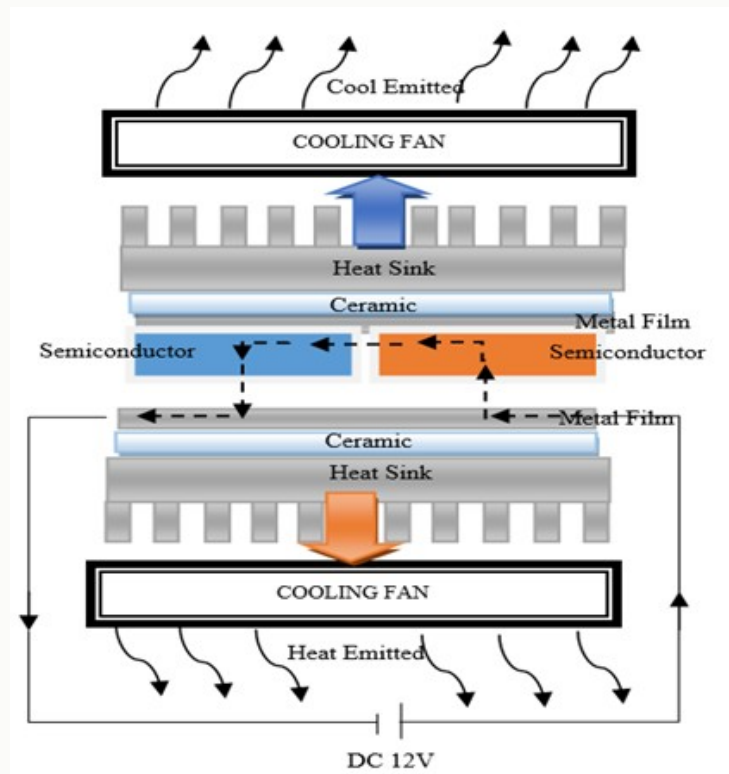 Cool Emitted
COOLING FAN
Heat Sink
Ceramic
Metal Film
Semiconductor
Semiconductor
Metal Film
Ceramic
Heat Sink
COOLING FAN
Heat Emitted
DC 12V